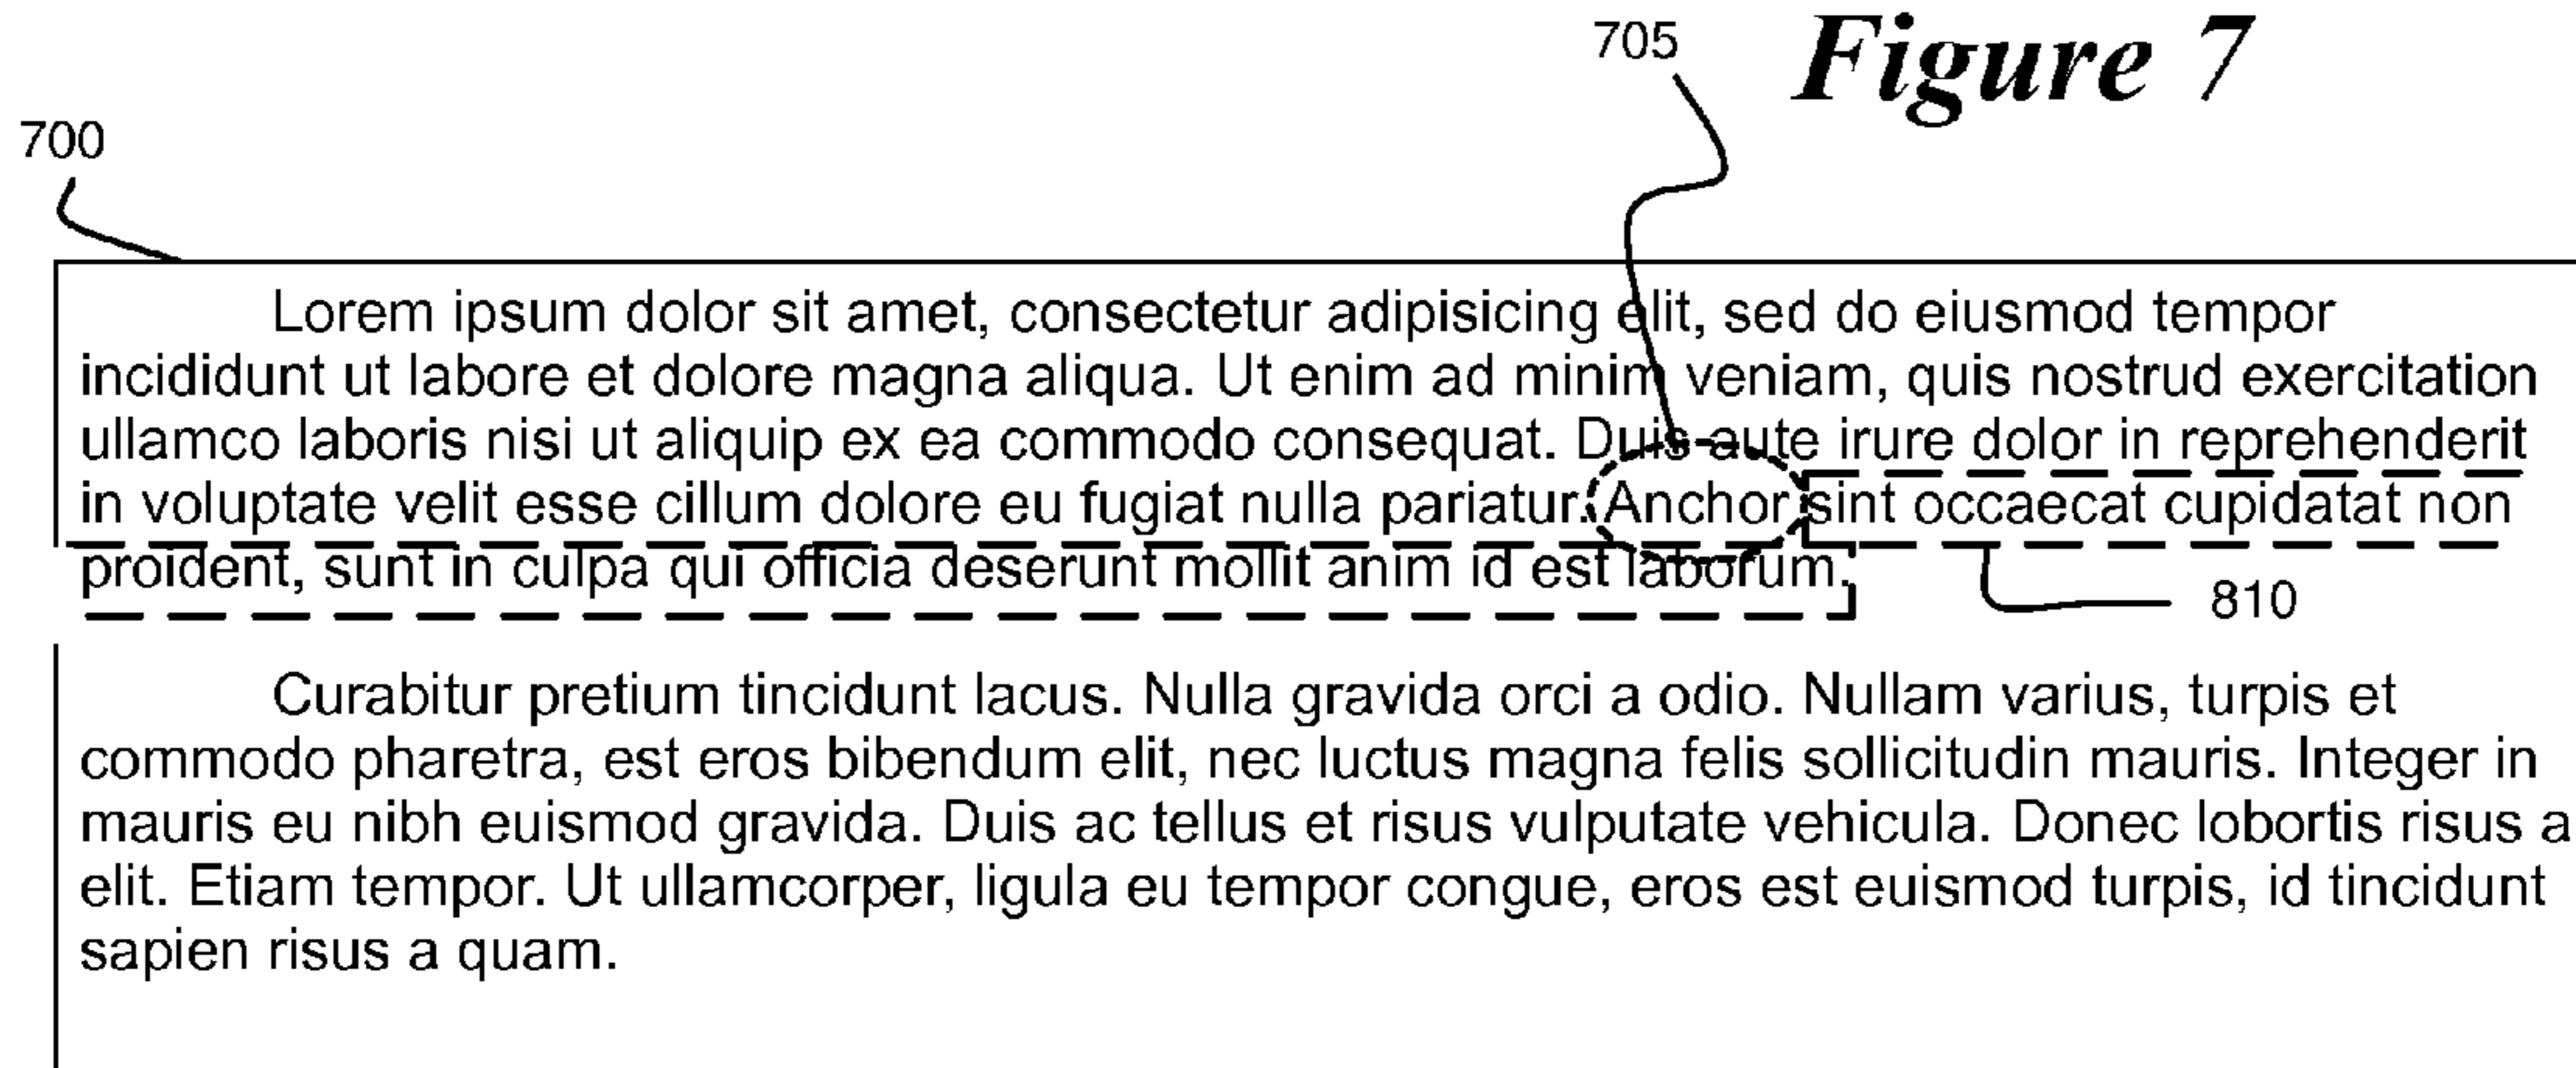 705
Figure 7
700
Lorem ipsum dolor sit amet, consectetur adipisicing elit, sed do eiusmod tempor
incididunt ut labore et dolore magna aliqua. Ut enim ad minim veniam, quis nostrud exercitation
ullamco laboris nisi ut aliquip ex ea commodo consequat. Duis aute irure dolor in reprehenderit
in voluptate velit esse cillum dolore eu fugiat nulla pariatur. Anchor sint occaecat cupidatat non
proident, sunt in culpa qui officia deserunt mollit anim id est laborum.
810
Curabitur pretium tincidunt lacus. Nulla gravida orci a odio. Nullam varius, turpis et
commodo pharetra, est eros bibendum elit, nec luctus magna felis sollicitudin mauris. Integer in
mauris eu nibh euismod gravida. Duis ac tellus et risus vulputate vehicula. Donec lobortis risus a
elit. Etiam tempor. Ut ullamcorper, ligula eu tempor congue, eros est euismod turpis, id tincidunt
sapien risus a quam.